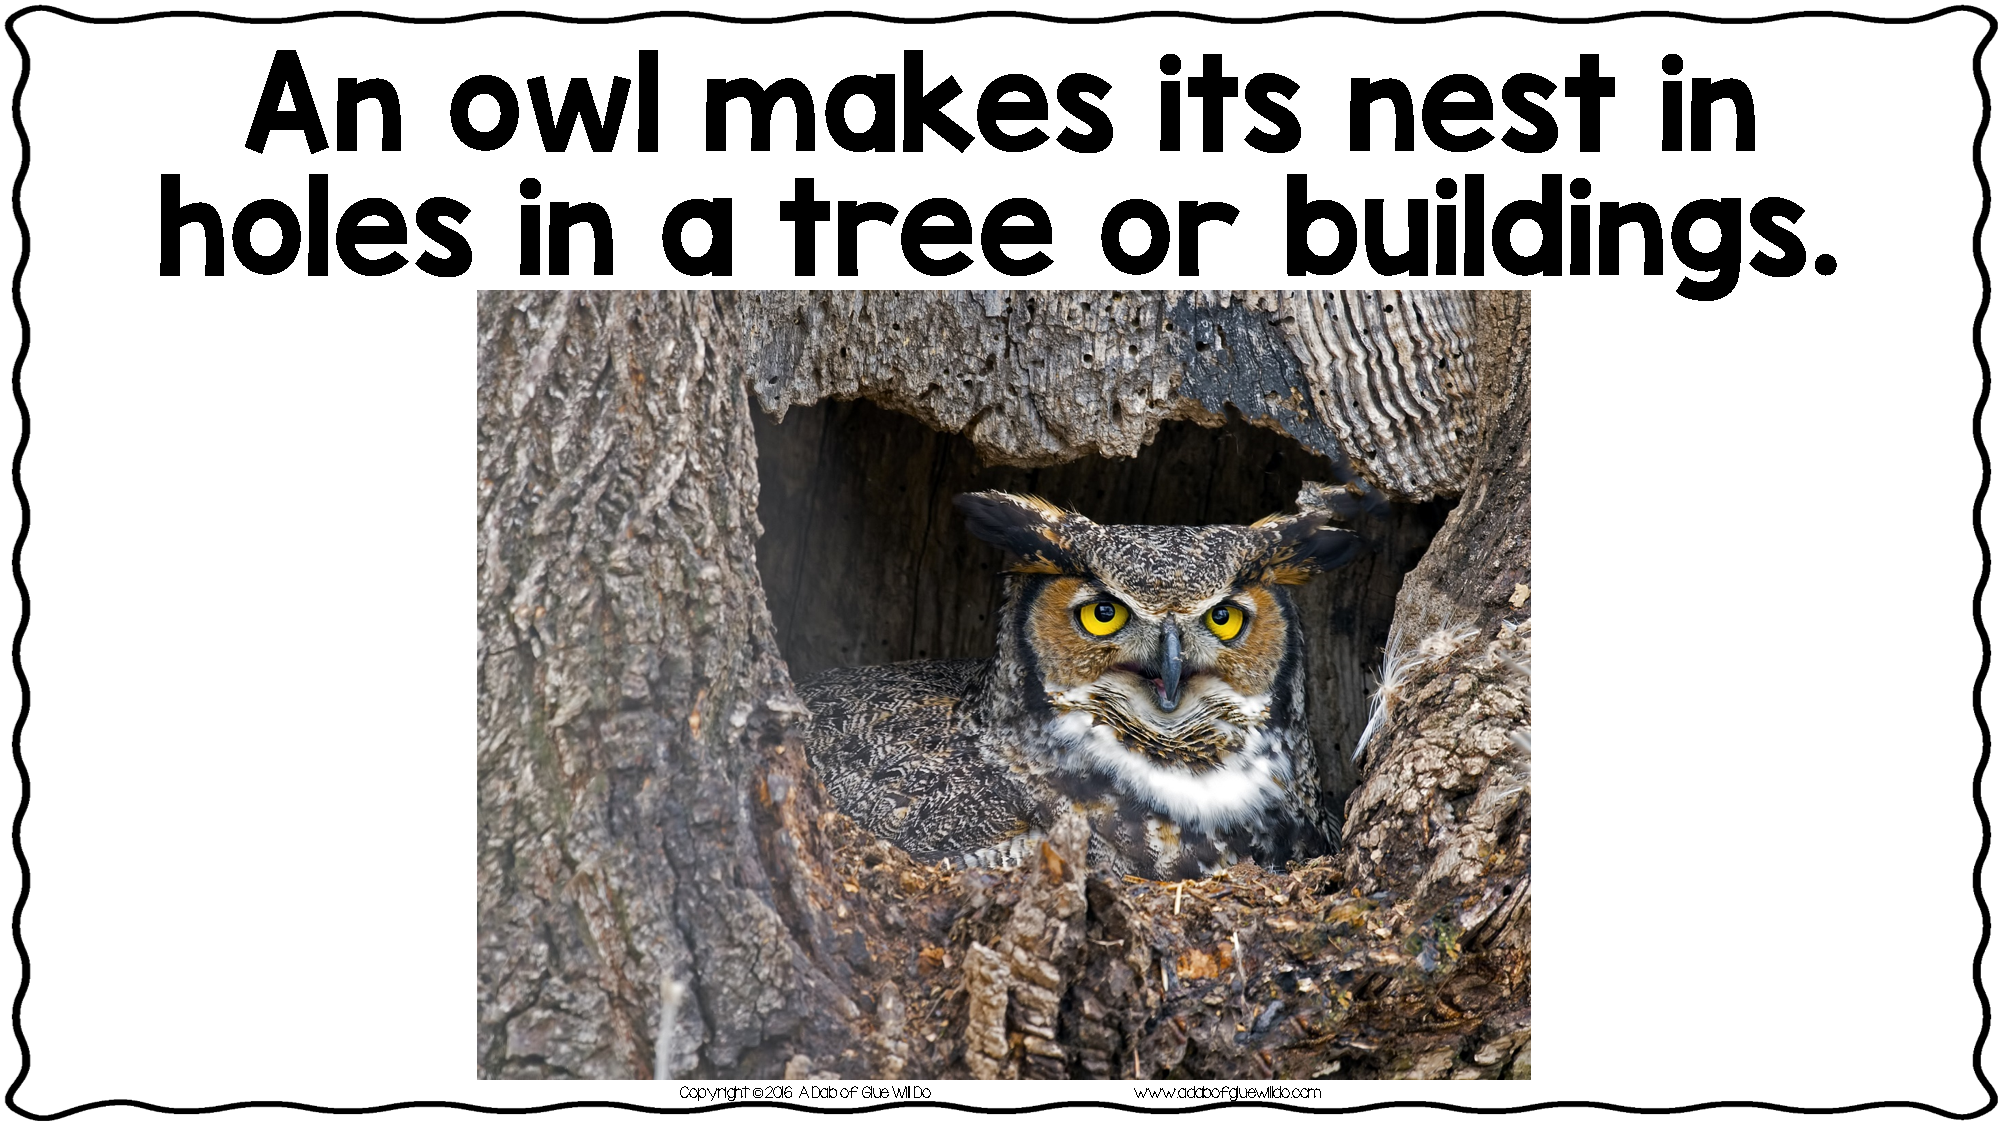 An owl makes its nest in
holes in a tree or buildings.
Copyright ©2016 A Dab of Glue Will Do www.adabofgluewilldo.com